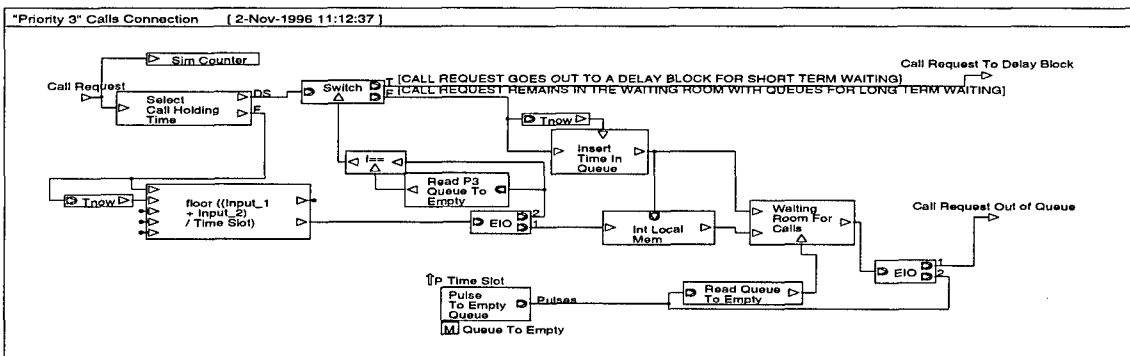 "Priority 3" Calls Connection [ 2-Nov-1996 11:12:37 ]
Sim Counter
Call Request
Select
Call Holding
Time
DS
F
Switch
T [CALL REQUEST GOES OUT TO A DELAY BLOCK FOR SHORT TERM WAITING]
F [CALL REQUEST REMAINS IN THE WAITING ROOM WITH QUEUES FOR LONG TERM WAITING]
Call Request To Delay Block
Tnow
Insert
Time In
Queue
!==
Read P3
Queue To
Empty
Tnow
floor ((Input_1
+ Input_2)
/ Time Slot)
EIO
2
1
Int Local
Mem
Waiting
Room For
Calls
Call Request Out of Queue
EIO
1
2
⇑P Time Slot
Pulse
To Empty
Queue
Pulses
Read Queue
To Empty
M Queue To Empty